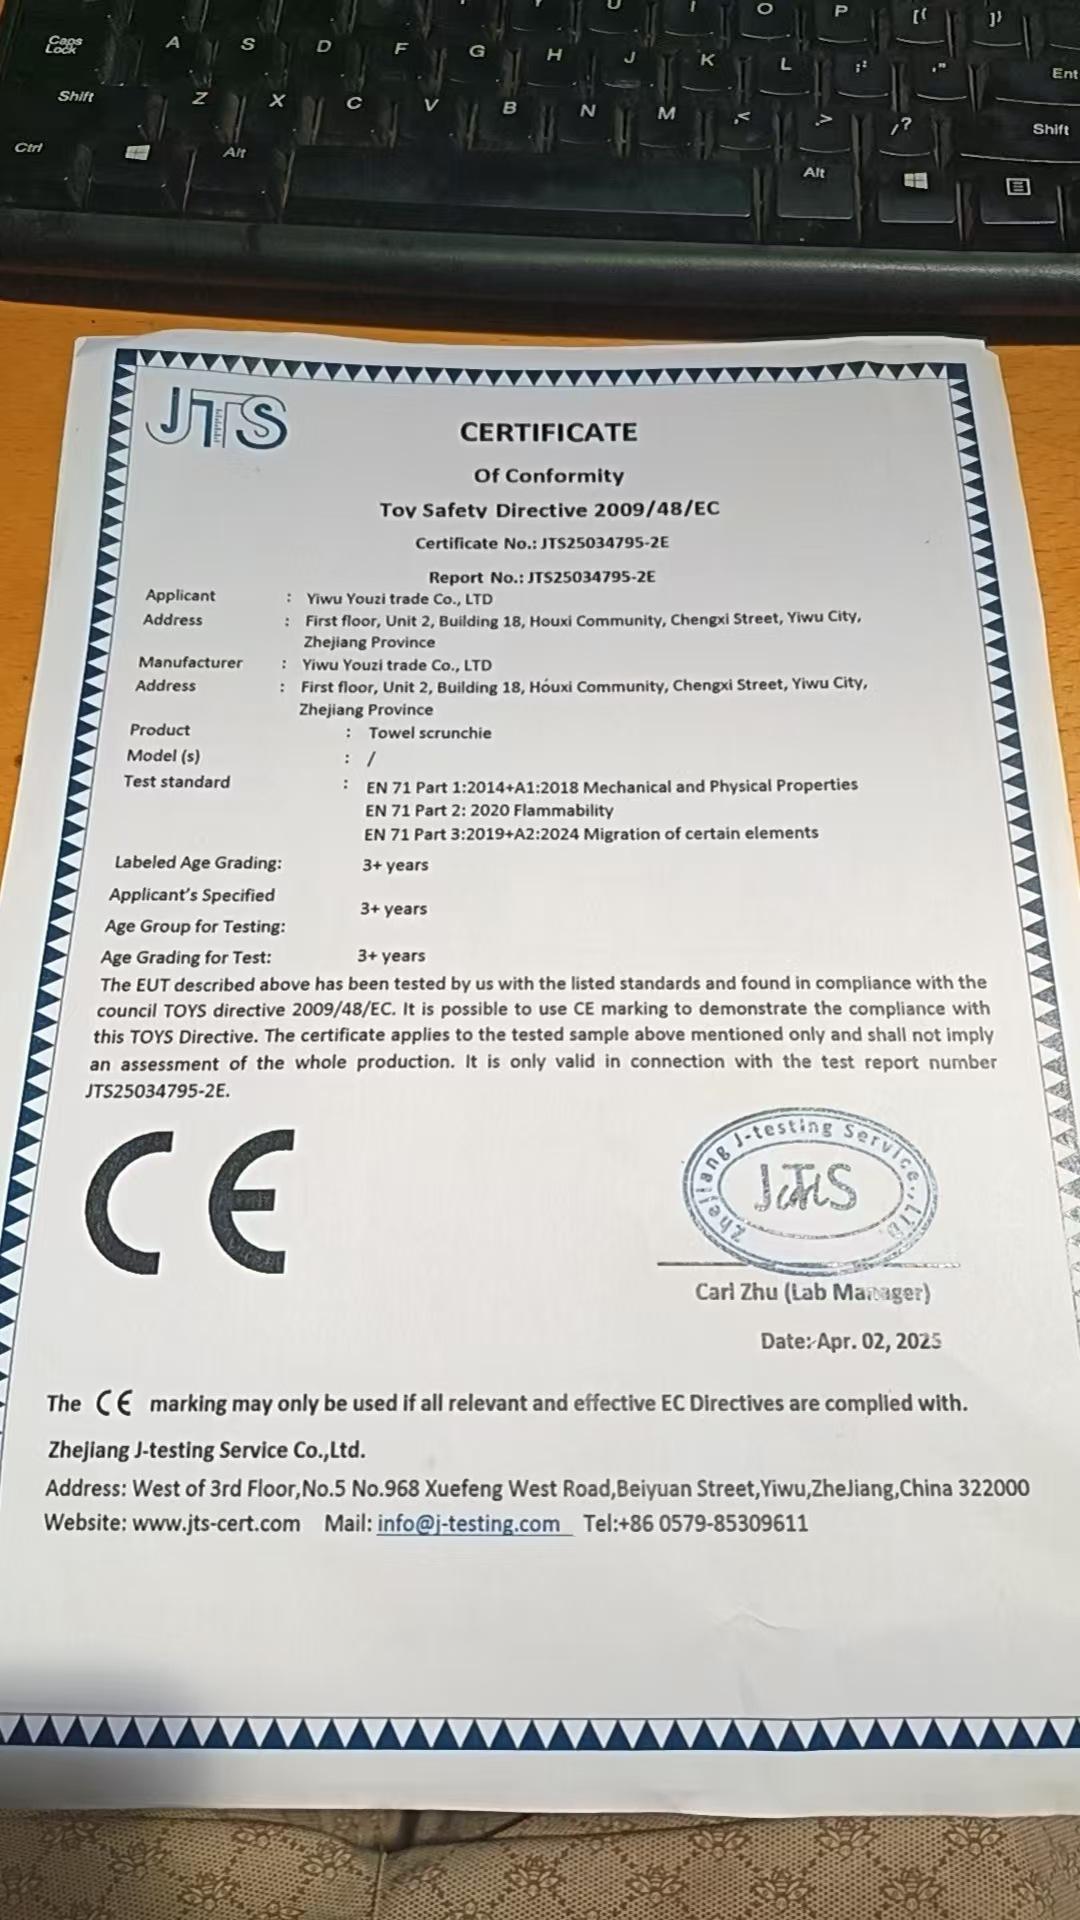 U I O P [{ ]}
Caps Lock A S D F G H J K L ;: ," Ent
Shift Z X C V B N M ,< .> /? Shift
Ctrl Alt Alt
JTS
CERTIFICATE
Of Conformity
Toy Safety Directive 2009/48/EC
Certificate No.: JTS25034795-2E
Report No.: JTS25034795-2E
Applicant : Yiwu Youzi trade Co., LTD
Address : First floor, Unit 2, Building 18, Houxi Community, Chengxi Street, Yiwu City,
Zhejiang Province
Manufacturer : Yiwu Youzi trade Co., LTD
Address : First floor, Unit 2, Building 18, Houxi Community, Chengxi Street, Yiwu City,
Zhejiang Province
Product : Towel scrunchie
Model (s) : /
Test standard : EN 71 Part 1:2014+A1:2018 Mechanical and Physical Properties
EN 71 Part 2: 2020 Flammability
EN 71 Part 3:2019+A2:2024 Migration of certain elements
Labeled Age Grading: 3+ years
Applicant's Specified
Age Group for Testing: 3+ years
Age Grading for Test: 3+ years
The EUT described above has been tested by us with the listed standards and found in compliance with the
council TOYS directive 2009/48/EC. It is possible to use CE marking to demonstrate the compliance with
this TOYS Directive. The certificate applies to the tested sample above mentioned only and shall not imply
an assessment of the whole production. It is only valid in connection with the test report number
JTS25034795-2E.
CE
Zhejiang J-testing Service., LTD.
JTS
Carl Zhu (Lab Manager)
Date: Apr. 02, 2025
The CE marking may only be used if all relevant and effective EC Directives are complied with.
Zhejiang J-testing Service Co.,Ltd.
Address: West of 3rd Floor,No.5 No.968 Xuefeng West Road,Beiyuan Street,Yiwu,ZheJiang,China 322000
Website: www.jts-cert.com Mail: info@j-testing.com Tel:+86 0579-85309611